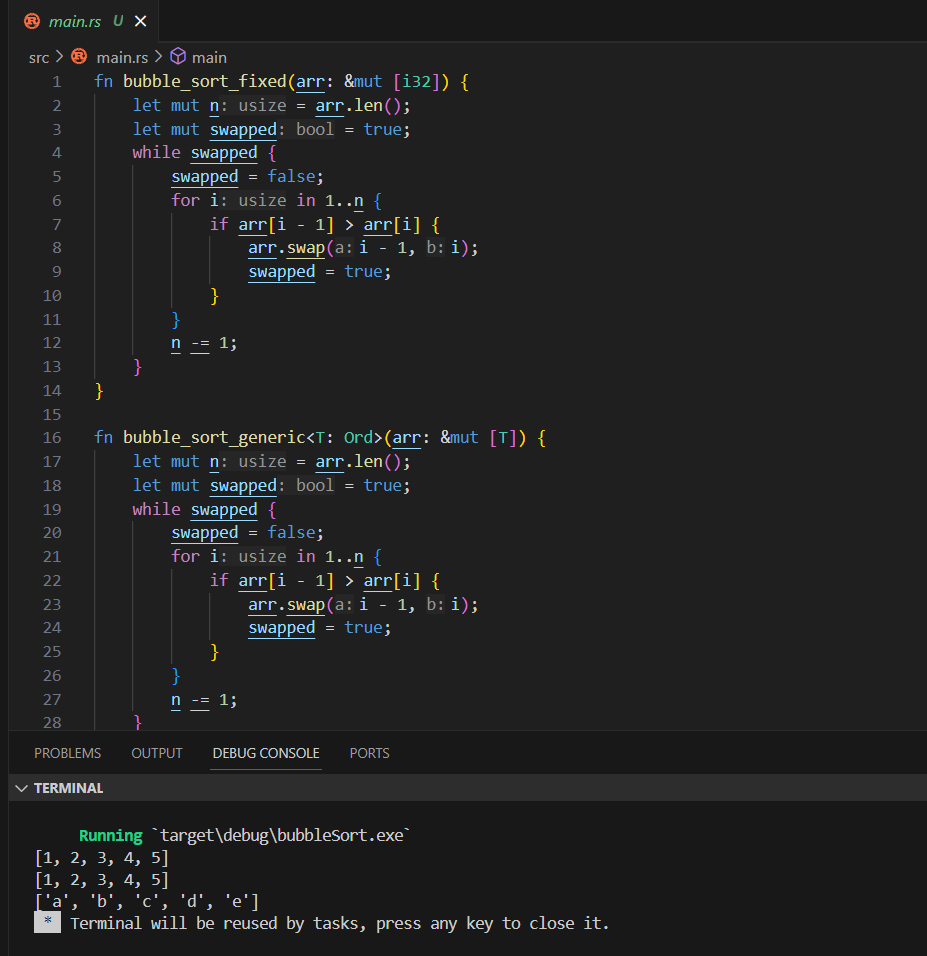 main.rs U
src > main.rs > main
1 fn bubble_sort_fixed(arr: &mut [i32]) {
2     let mut n: usize = arr.len();
3     let mut swapped: bool = true;
4     while swapped {
5         swapped = false;
6         for i: usize in 1..n {
7             if arr[i - 1] > arr[i] {
8                 arr.swap(a: i - 1, b: i);
9                 swapped = true;
10             }
11         }
12         n -= 1;
13     }
14 }
15
16 fn bubble_sort_generic<T: Ord>(arr: &mut [T]) {
17     let mut n: usize = arr.len();
18     let mut swapped: bool = true;
19     while swapped {
20         swapped = false;
21         for i: usize in 1..n {
22             if arr[i - 1] > arr[i] {
23                 arr.swap(a: i - 1, b: i);
24                 swapped = true;
25             }
26         }
27         n -= 1;
28     }
PROBLEMS OUTPUT DEBUG CONSOLE PORTS
TERMINAL
Running `target\debug\bubbleSort.exe`
[1, 2, 3, 4, 5]
[1, 2, 3, 4, 5]
['a', 'b', 'c', 'd', 'e']
* Terminal will be reused by tasks, press any key to close it.